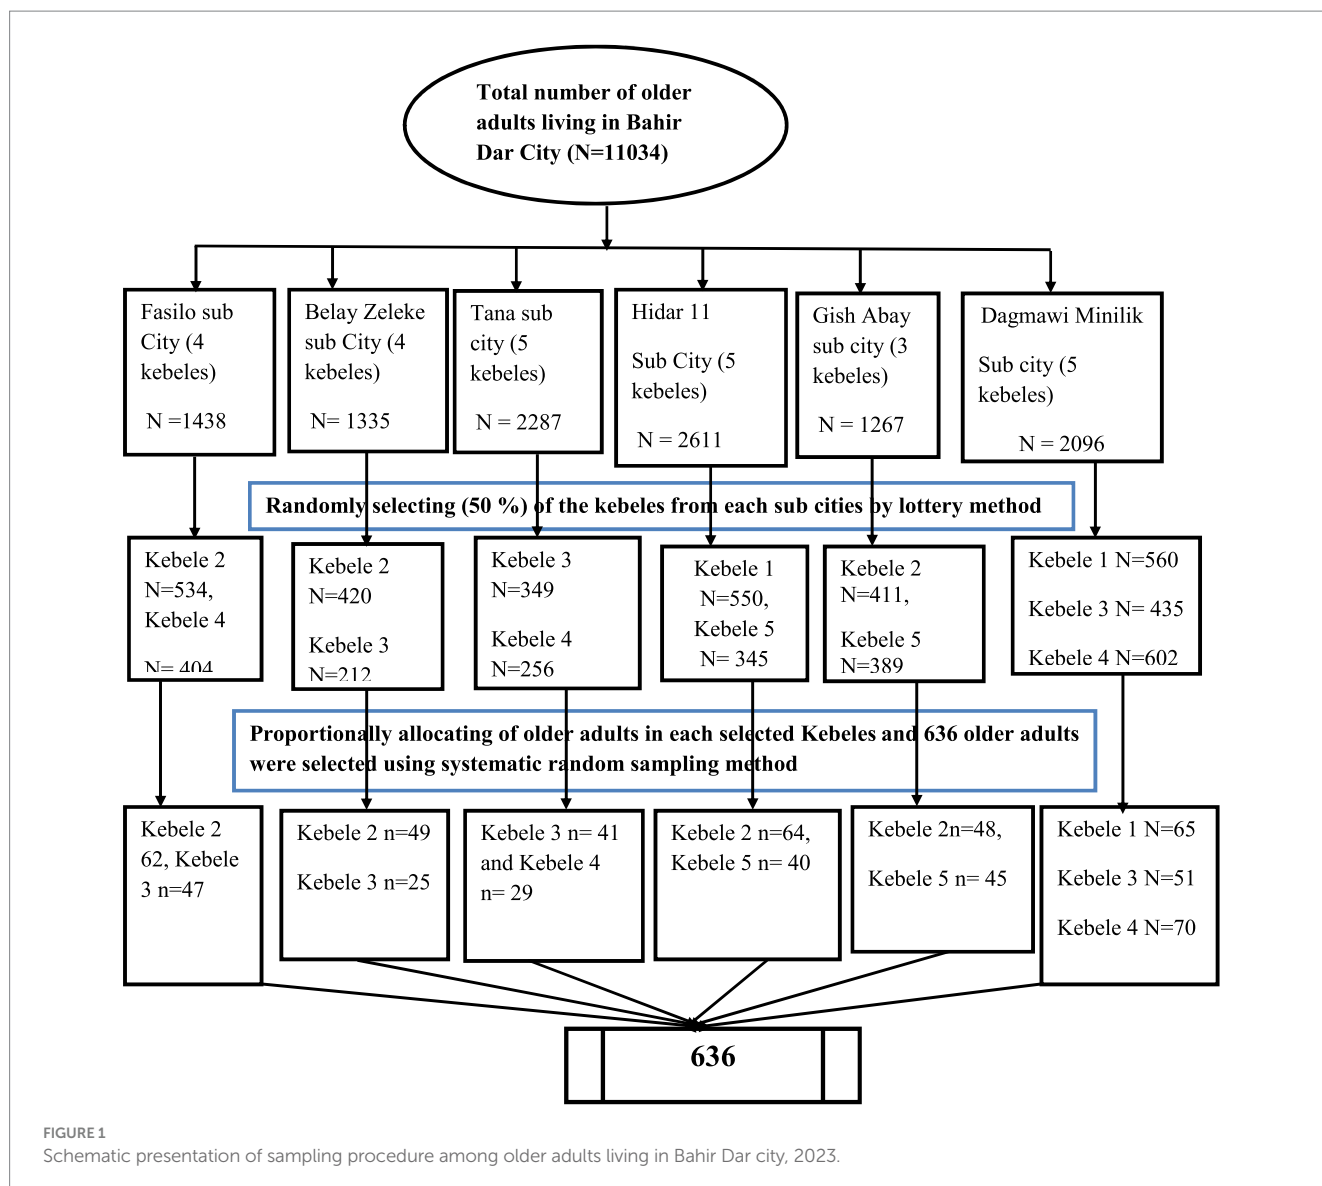 Total number of older
adults living in Bahir
Dar City (N=11034)
Fasilo sub
City (4
kebeles)
N =1438
Belay Zeleke
sub City (4
kebeles)
N= 1335
Tana sub
city (5
kebeles)
N = 2287
Hidar 11
Sub City (5
kebeles)
N = 2611
Gish Abay
sub city (3
kebeles)
N = 1267
Dagmawi Minilik
Sub city (5
kebeles)
N = 2096
Randomly selecting (50 %) of the kebeles from each sub cities by lottery method
Kebele 2
N=534,
Kebele 4
N= 404
Kebele 2
N=420
Kebele 3
N=212
Kebele 3
N=349
Kebele 4
N=256
Kebele 1
N=550,
Kebele 5
N= 345
Kebele 2
N=411,
Kebele 5
N=389
Kebele 1 N=560
Kebele 3 N= 435
Kebele 4 N=602
Proportionally allocating of older adults in each selected Kebeles and 636 older adults
were selected using systematic random sampling method
Kebele 2
62, Kebele
3 n=47
Kebele 2 n=49
Kebele 3 n=25
Kebele 3 n= 41
and Kebele 4
n= 29
Kebele 2 n=64,
Kebele 5 n= 40
Kebele 2n=48,
Kebele 5 n= 45
Kebele 1 N=65
Kebele 3 N=51
Kebele 4 N=70
636
FIGURE 1
Schematic presentation of sampling procedure among older adults living in Bahir Dar city, 2023.